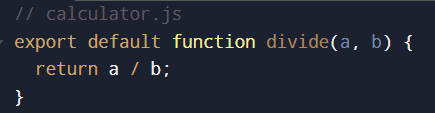 // calculator.js
export default function divide(a, b) {
  return a / b;
}